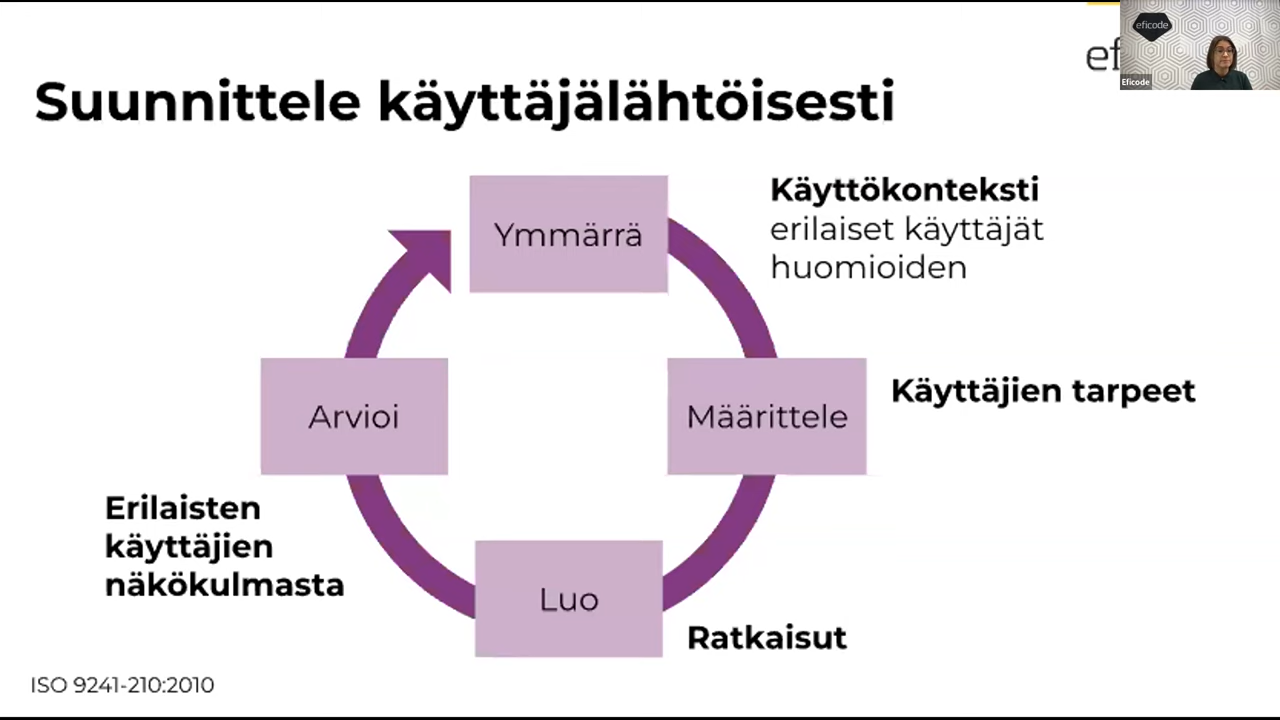 Suunnittele käyttäjälähtöisesti
eficode
Eficode
Ymmärrä
Käyttökonteksti
erilaiset käyttäjät
huomioiden
Arvioi
Määrittele
Käyttäjien tarpeet
Erilaisten
käyttäjien
näkökulmasta
Luo
Ratkaisut
ISO 9241-210:2010